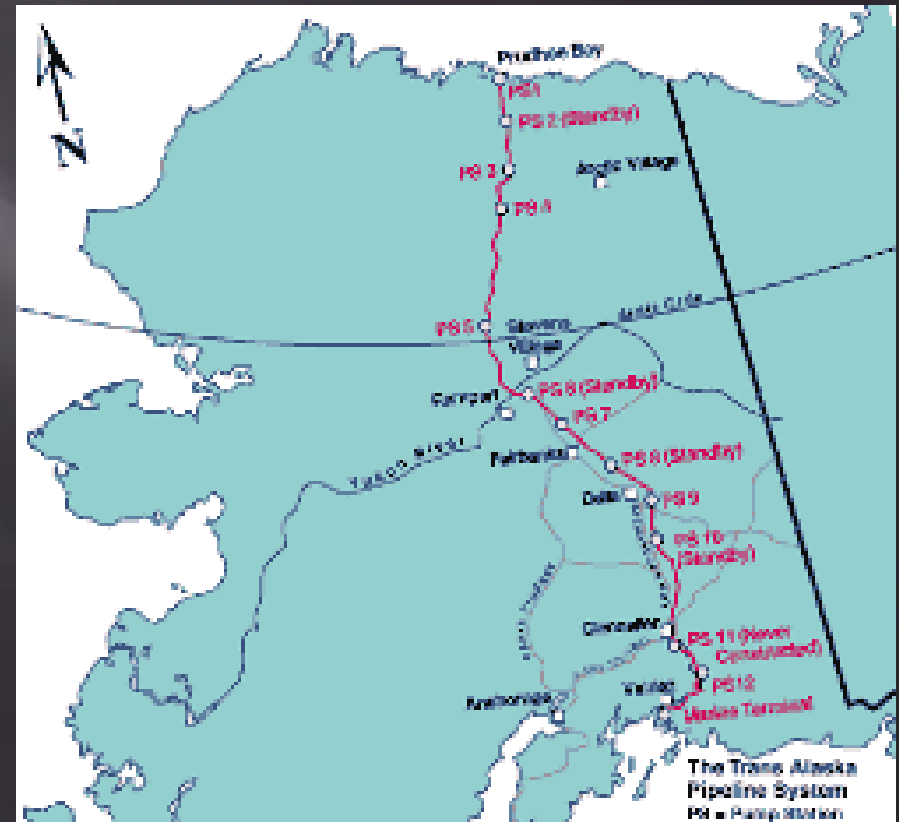 Prudhoe Bay
PS 1
PS 2 (Standby)
PS 3
Arctic Village
PS 4
Arctic Circle
PS 5
Stevens
Village
PS 6 (Standby)
Rampart
PS 7
Yukon River
Fairbanks
PS 8 (Standby)
Delta
PS 9
PS 10
(Standby)
Glennallen
PS 11 (Never
Constructed)
PS 12
Anchorage
Valdez
Marine Terminal
N
The Trans Alaska
Pipeline System
PS = Pump Station